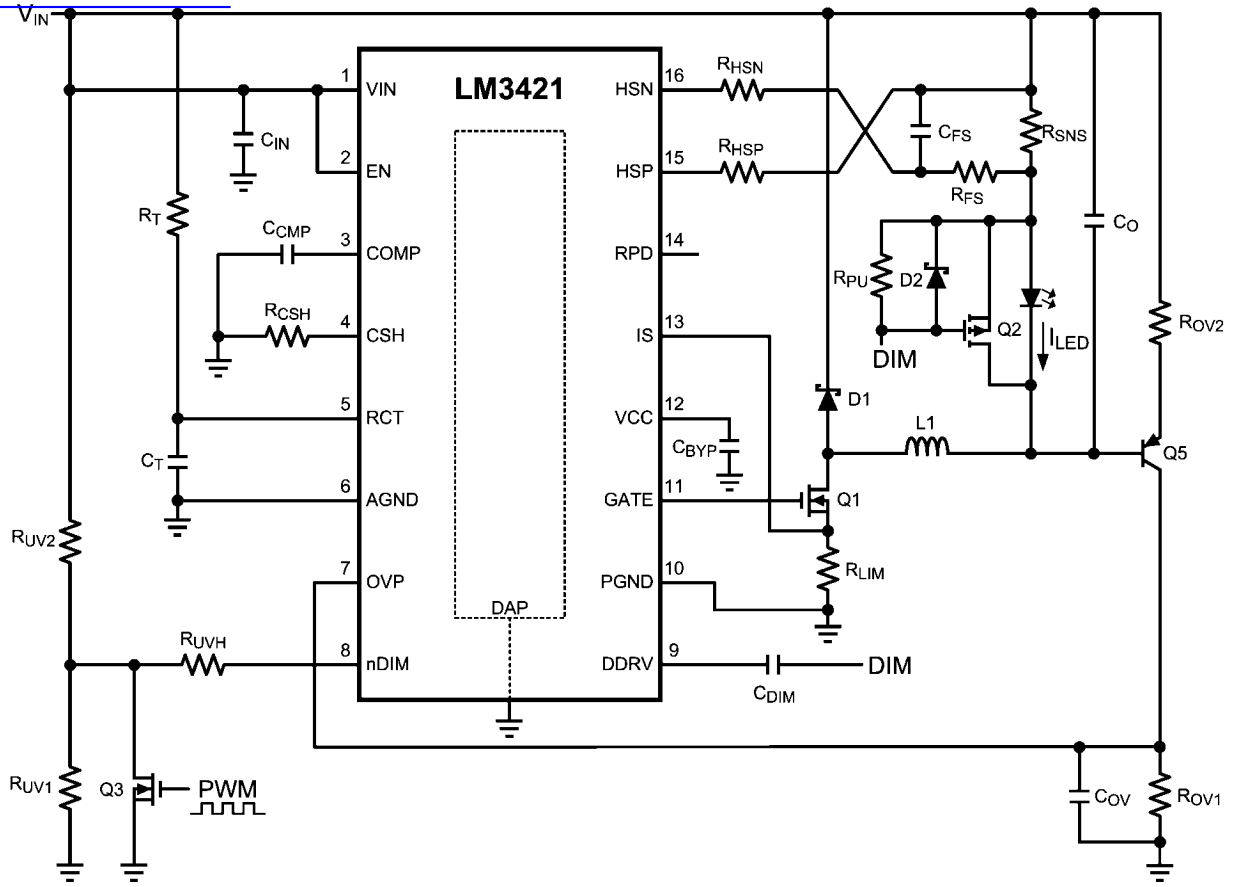 VIN
LM3421
1 VIN
2 EN
3 COMP
4 CSH
5 RCT
6 AGND
7 OVP
8 nDIM
16 HSN
15 HSP
14 RPD
13 IS
12 VCC
11 GATE
10 PGND
9 DDRV
DAP
CIN
RT
CCMP
RCSH
CT
RUV2
RUVH
RUV1
Q3
PWM
RHSN
RHSP
CFS
RSNS
RFS
RPU
D2
Q2
DIM
ILED
CO
ROV2
D1
L1
Q5
CBYP
Q1
RLIM
CDIM
DIM
COV
ROV1